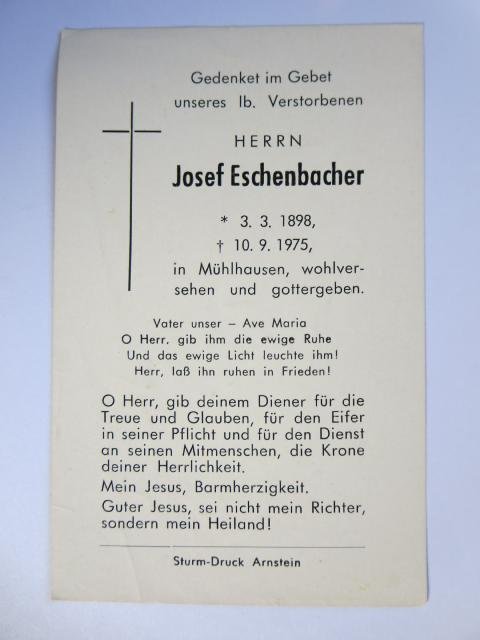 Gedenket im Gebet
unseres lb. Verstorbenen
HERRN
Josef Eschenbacher
* 3. 3. 1898,
† 10. 9. 1975,
in Mühlhausen, wohlver-
sehen und gottergeben.
Vater unser – Ave Maria
O Herr, gib ihm die ewige Ruhe
Und das ewige Licht leuchte ihm!
Herr, laß ihn ruhen in Frieden!
O Herr, gib deinem Diener für die
Treue und Glauben, für den Eifer
in seiner Pflicht und für den Dienst
an seinen Mitmenschen, die Krone
deiner Herrlichkeit.
Mein Jesus, Barmherzigkeit.
Guter Jesus, sei nicht mein Richter,
sondern mein Heiland!
Sturm-Druck Arnstein